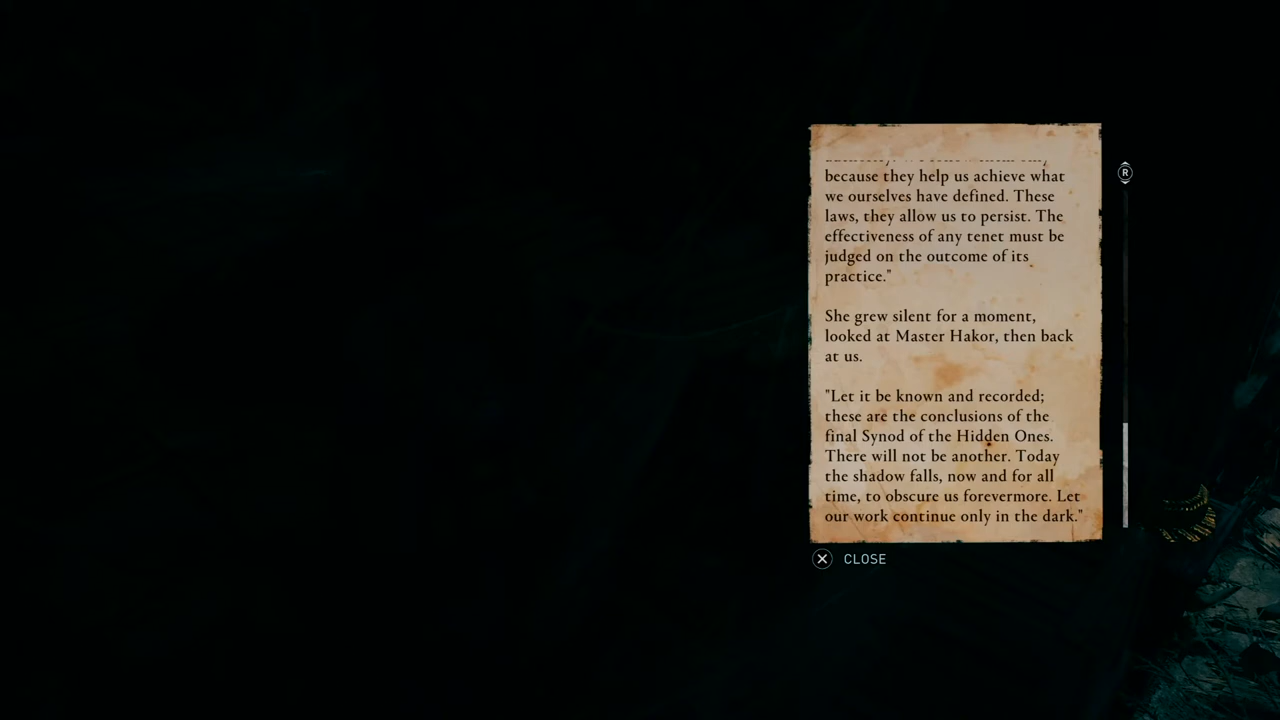 because they help us achieve what
we ourselves have defined. These
laws, they allow us to persist. The
effectiveness of any tenet must be
judged on the outcome of its
practice."
She grew silent for a moment,
looked at Master Hakor, then back
at us.
"Let it be known and recorded;
these are the conclusions of the
final Synod of the Hidden Ones.
There will not be another. Today
the shadow falls, now and for all
time, to obscure us forevermore. Let
our work continue only in the dark."
R
CLOSE